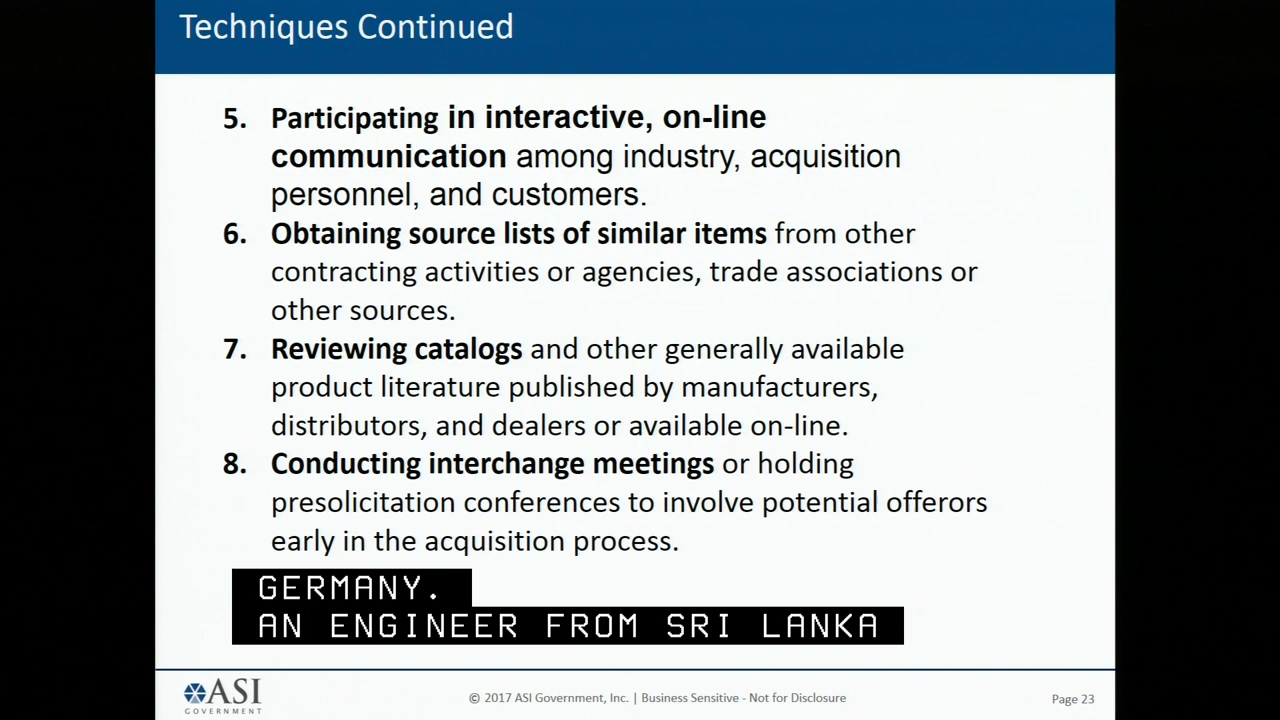 Techniques Continued
5. Participating in interactive, on-line
communication among industry, acquisition
personnel, and customers.
6. Obtaining source lists of similar items from other
contracting activities or agencies, trade associations or
other sources.
7. Reviewing catalogs and other generally available
product literature published by manufacturers,
distributors, and dealers or available on-line.
8. Conducting interchange meetings or holding
presolicitation conferences to involve potential offerors
early in the acquisition process.
GERMANY.
AN ENGINEER FROM SRI LANKA
ASI
GOVERNMENT
© 2017 ASI Government, Inc. | Business Sensitive - Not for Disclosure
Page 23